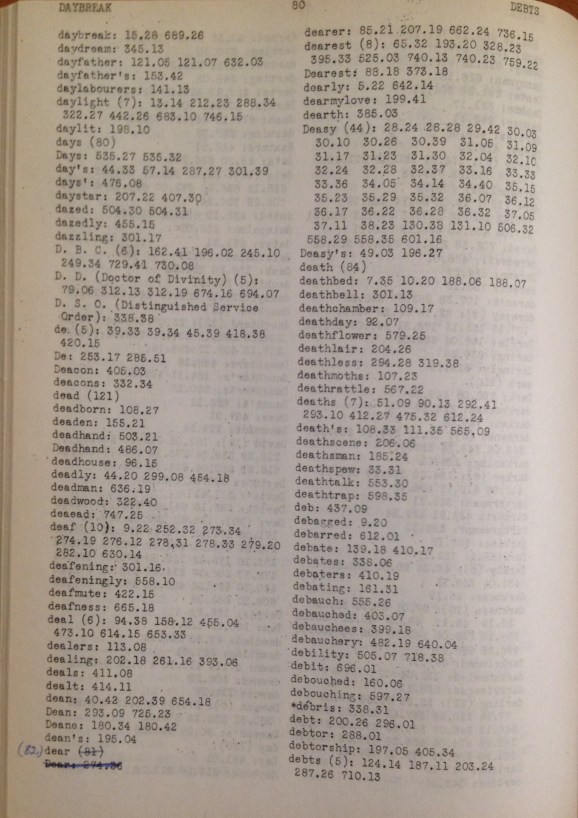 DAYBREAK 80 DEBTS
daybreak: 15.28 689.26
daydream: 345.13
dayfather: 121.05 121.07 632.03
dayfather's: 153.42
daylabourers: 141.13
daylight (7): 13.14 212.23 288.34
322.27 442.26 683.10 746.15
daylit: 198.10
days (80)
Days: 535.27 535.32
day's: 44.33 57.14 287.27 301.39
days': 476.08
daystar: 207.22 407.30
dazed: 504.30 504.31
dazedly: 455.15
dazzling: 301.17
D. B. C. (6): 162.41 196.02 245.10
249.34 729.41 730.08
D. D. (Doctor of Divinity) (5):
79.06 312.13 312.19 674.16 694.07
D. S. O. (Distinguished Service
Order): 338.38
de (5): 39.33 39.34 45.39 418.38
420.15
De: 253.17 285.51
Deacon: 405.03
deacons: 332.34
dead (121)
deadborn: 108.27
deaden: 155.21
deadhand: 503.21
Deadhand: 486.07
deadhouse: 96.15
deadly: 44.20 299.08 454.18
deadman: 636.19
deadwood: 322.40
deaead: 747.25
deaf (10): 9.22 252.32 273.34
274.19 276.12 278.31 278.33 279.20
282.10 630.14
deafening: 301.16
deafeningly: 558.10
deafmute: 422.15
deafness: 665.18
deal (6): 94.38 158.12 455.04
473.10 614.15 653.33
dealers: 113.08
dealing: 202.18 261.16 393.06
deals: 411.08
dealt: 414.11
dean: 40.42 202.39 654.18
Dean: 293.09 725.23
Deane: 180.34 180.42
dean's: 195.04
(82) dear (81)
Dear: 274.36
dearer: 85.21 207.19 662.24 736.15
dearest (8): 65.32 193.20 328.23
395.33 525.03 740.13 740.23 759.22
Dearest: 88.18 373.18
dearly: 5.22 642.14
dearmylove: 199.41
dearth: 385.03
Deasy (44): 28.24 28.28 29.42 30.03
30.10 30.26 30.39 31.05 31.09
31.17 31.23 31.30 32.04 32.10
32.24 32.28 32.37 33.16 33.33
33.36 34.05 34.14 34.40 35.15
35.23 35.29 35.32 36.07 36.12
36.17 36.22 36.28 36.32 37.05
37.11 38.23 130.38 131.10 506.32
558.29 558.35 601.16
Deasy's: 49.03 196.27
death (84)
deathbed: 7.35 10.20 188.06 188.07
deathbell: 301.13
deathchamber: 109.17
deathday: 92.07
deathflower: 579.25
deathlair: 204.26
deathless: 294.28 319.38
deathmoths: 107.23
deathrattle: 567.22
deaths (7): 51.09 90.13 292.41
293.10 412.27 475.32 612.24
death's: 108.33 111.35 565.09
deathscene: 206.06
deathsman: 185.24
deathspew: 33.31
deathtalk: 553.30
deathtrap: 598.35
deb: 437.09
debagged: 9.20
debarred: 612.01
debate: 139.18 410.17
debates: 338.06
debaters: 410.19
debating: 161.31
debauch: 555.26
debauched: 403.07
debauchees: 399.18
debauchery: 482.19 640.04
debility: 505.07 718.38
debit: 696.01
debouched: 160.06
debouching: 597.27
*débris: 338.31
debt: 200.26 296.01
debtor: 288.01
debtorship: 197.05 405.34
debts (5): 124.14 187.11 203.24
287.26 710.13